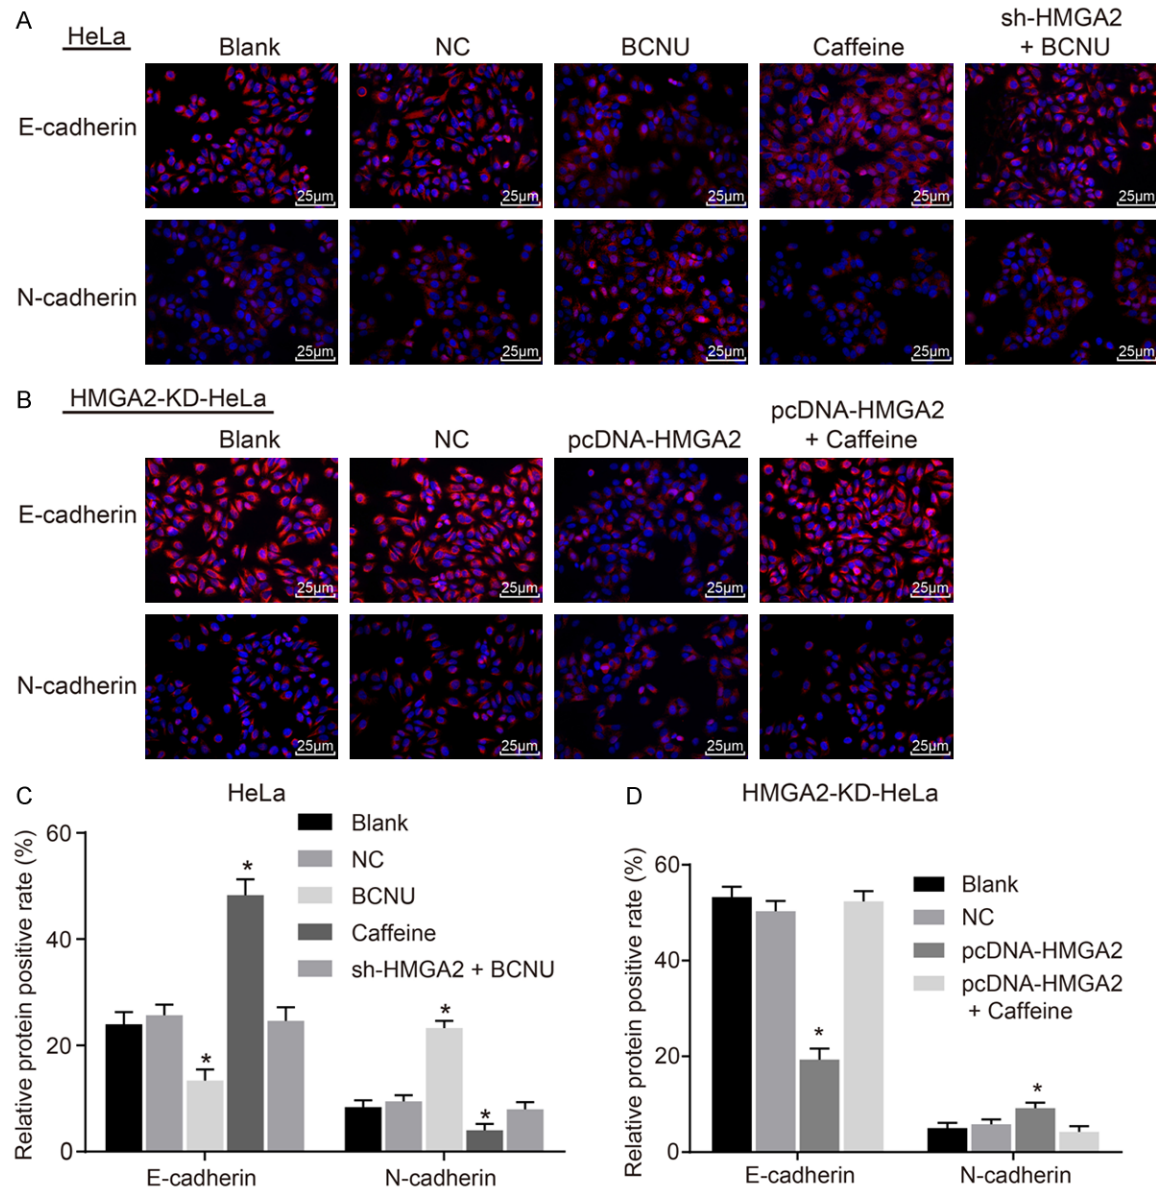 A
HeLa
Blank
NC
BCNU
Caffeine
sh-HMGA2
+ BCNU
E-cadherin
25μm
25μm
25μm
25μm
25μm
N-cadherin
25μm
25μm
25μm
25μm
25μm
B
HMGA2-KD-HeLa
Blank
NC
pcDNA-HMGA2
pcDNA-HMGA2
+ Caffeine
E-cadherin
25μm
25μm
25μm
25μm
N-cadherin
25μm
25μm
25μm
25μm
C
HeLa
Relative protein positive rate (%)
60
40
20
0
Blank
NC
BCNU
Caffeine
sh-HMGA2 + BCNU
*
*
*
*
E-cadherin
N-cadherin
D
HMGA2-KD-HeLa
Relative protein positive rate (%)
60
40
20
0
Blank
NC
pcDNA-HMGA2
pcDNA-HMGA2
+ Caffeine
*
*
E-cadherin
N-cadherin